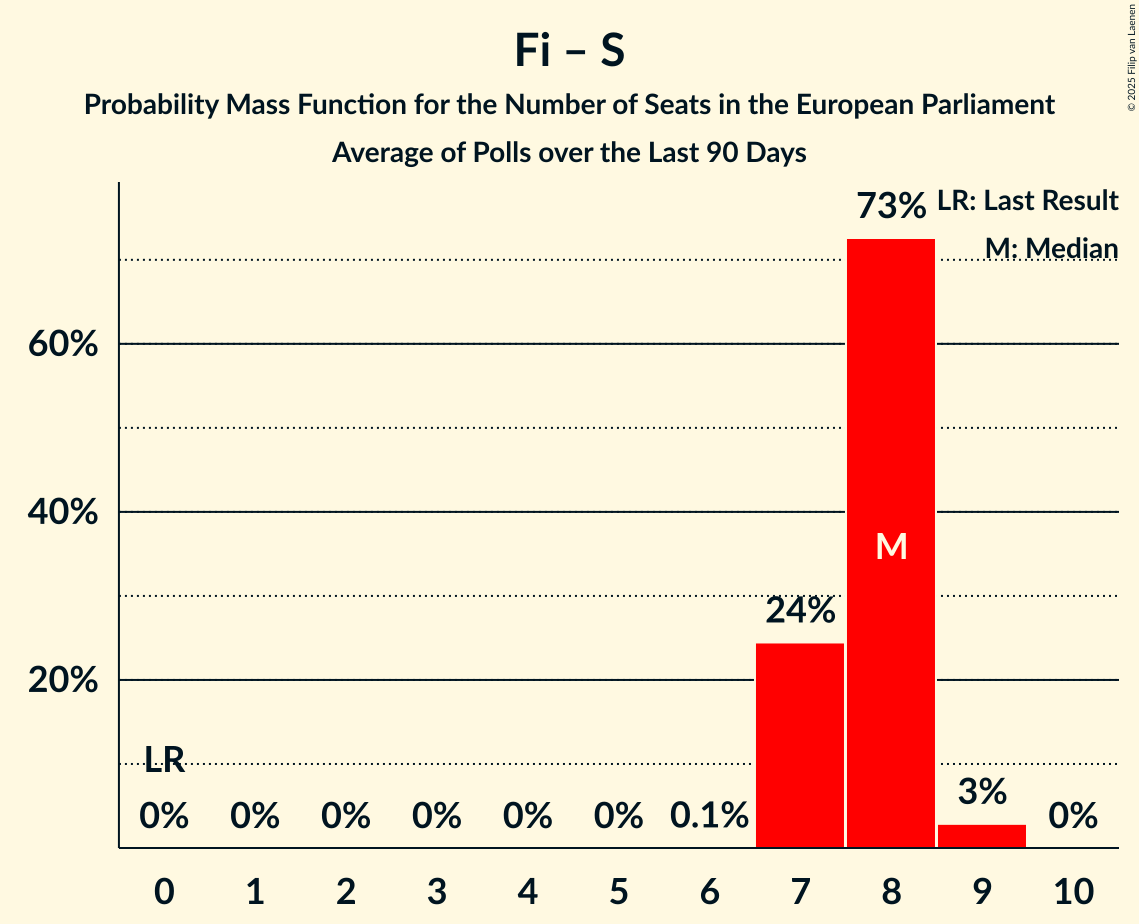 Fi – S
Probability Mass Function for the Number of Seats in the European Parliament
Average of Polls over the Last 90 Days
© 2025 Filip van Laenen
LR: Last Result
M: Median
60%
40%
20%
LR
0%
0%
0%
0%
0%
0%
0.1%
24%
73%
M
3%
0%
0 1 2 3 4 5 6 7 8 9 10